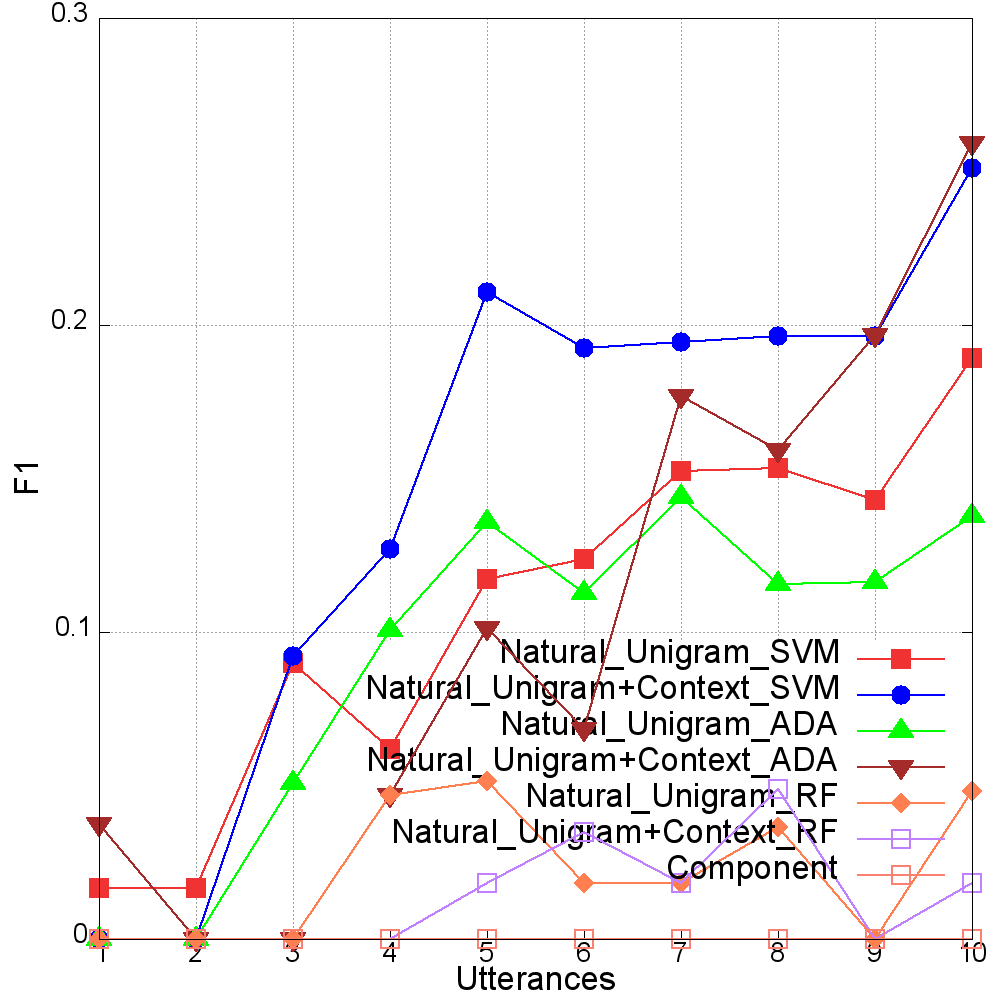 0.3
0.2
F1
0.1
Natural_Unigram_SVM
Natural_Unigram+Context_SVM
Natural_Unigram_ADA
Natural_Unigram+Context_ADA
Natural_Unigram_RF
Natural_Unigram+Context_RF
Component
0
1 2 3 4 5 6 7 8 9 10
Utterances